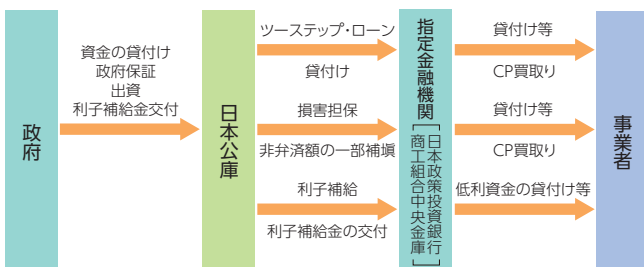 政府
資金の貸付け
政府保証
出資
利子補給金交付
日本公庫
ツーステップ・ローン
貸付け
損害担保
非弁済額の一部補填
利子補給
利子補給金の交付
指定金融機関
[日本政策投資銀行
商工組合中央金庫]
貸付け等
CP買取り
貸付け等
CP買取り
低利資金の貸付け等
事業者